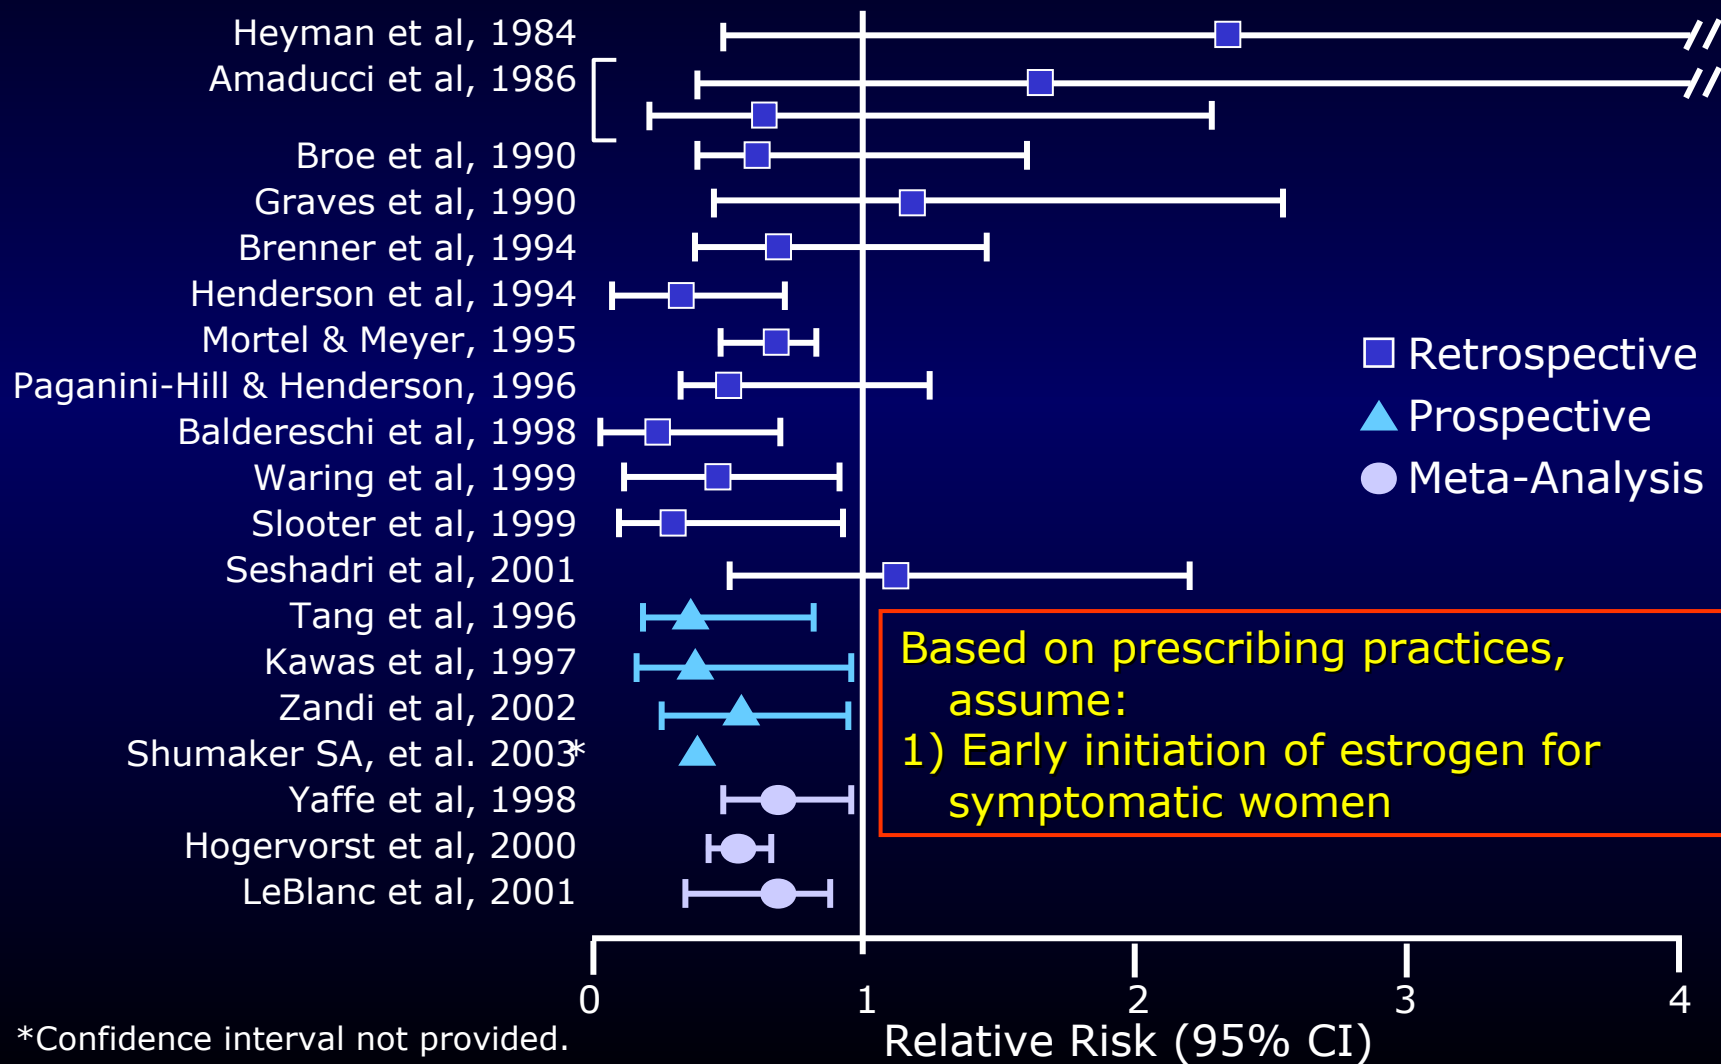 Heyman et al, 1984
Amaducci et al, 1986
Broe et al, 1990
Graves et al, 1990
Brenner et al, 1994
Henderson et al, 1994
Mortel & Meyer, 1995
Paganini-Hill & Henderson, 1996
Baldereschi et al, 1998
Waring et al, 1999
Slooter et al, 1999
Seshadri et al, 2001
Tang et al, 1996
Kawas et al, 1997
Zandi et al, 2002
Shumaker SA, et al. 2003*
Yaffe et al, 1998
Hogervorst et al, 2000
LeBlanc et al, 2001
Retrospective
Prospective
Meta-Analysis
Based on prescribing practices,
assume:
1) Early initiation of estrogen for
symptomatic women
0 1 2 3 4
Relative Risk (95% CI)
*Confidence interval not provided.